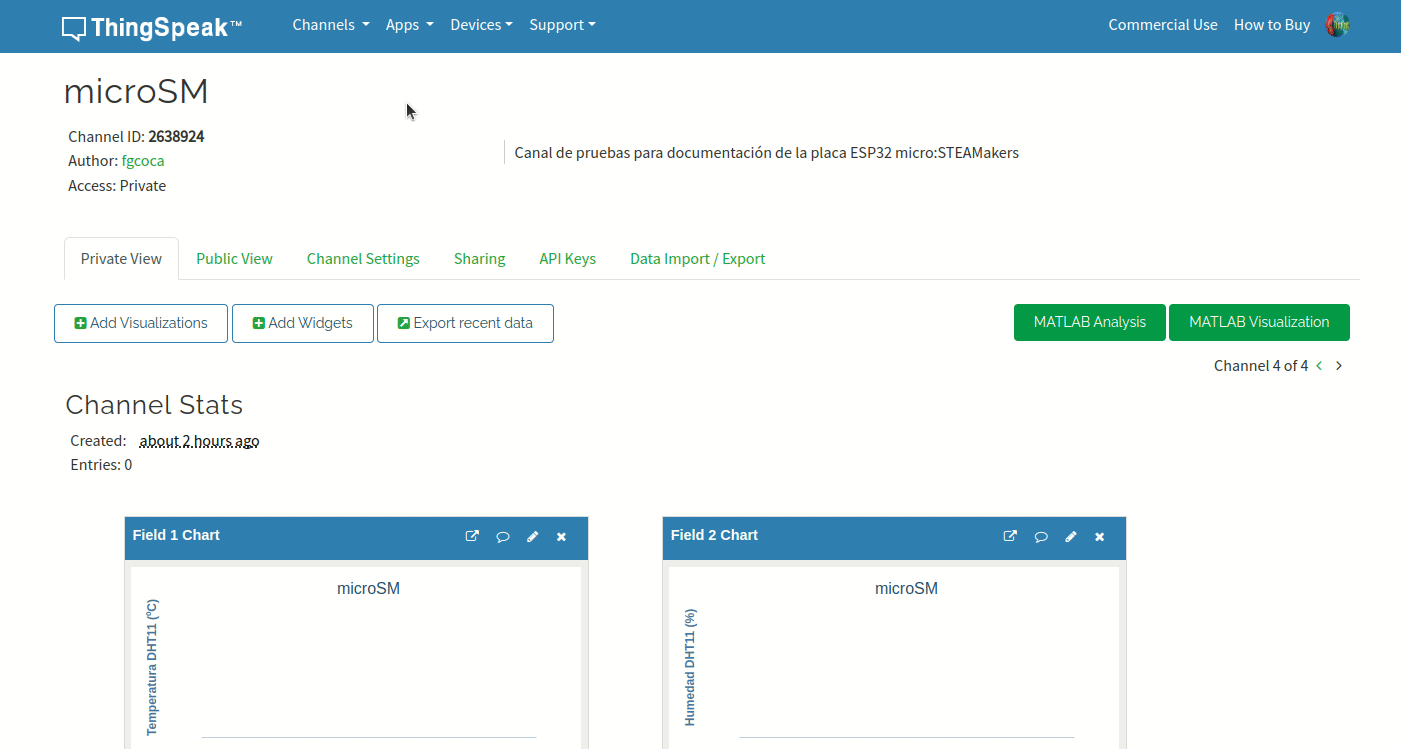 ThingSpeak™ Channels Apps Devices Support Commercial Use How to Buy
microSM
Channel ID: 2638924
Author: fgcoca
Access: Private
Canal de pruebas para documentación de la placa ESP32 micro:STEAMakers
Private View Public View Channel Settings Sharing API Keys Data Import / Export
Add Visualizations Add Widgets Export recent data MATLAB Analysis MATLAB Visualization
Channel 4 of 4 < >
Channel Stats
Created: about 2 hours ago
Entries: 0
Field 1 Chart
microSM
Temperatura DHT11 (ºC)
Field 2 Chart
microSM
Humedad DHT11 (%)